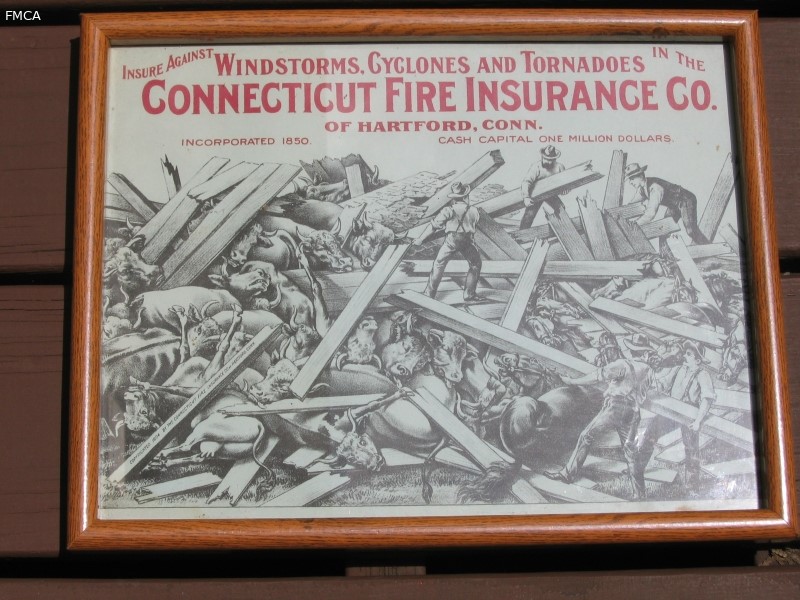 FMCA
INSURE AGAINST WINDSTORMS, CYCLONES AND TORNADOES IN THE
CONNECTICUT FIRE INSURANCE CO.
OF HARTFORD, CONN.
INCORPORATED 1850. CASH CAPITAL ONE MILLION DOLLARS.